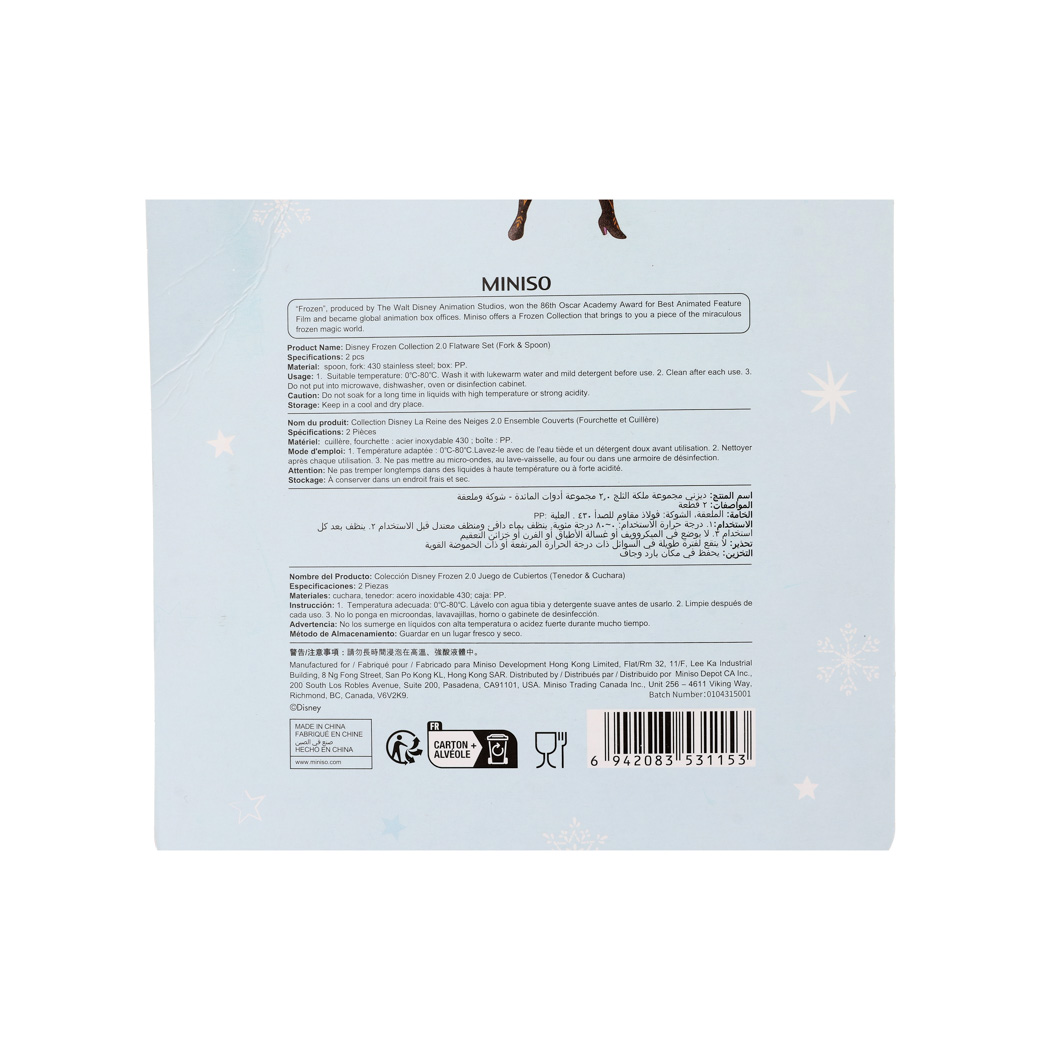 MINISO
"Frozen", produced by The Walt Disney Animation Studios, won the 86th Oscar Academy Award for Best Animated Feature
Film and became global animation box offices. Miniso offers a Frozen Collection that brings to you a piece of the miraculous
frozen magic world.
Product Name: Disney Frozen Collection 2.0 Flatware Set (Fork & Spoon)
Specifications: 2 pcs
Material: spoon, fork: 430 stainless steel; box: PP.
Usage: 1. Suitable temperature: 0℃-80℃. Wash it with lukewarm water and mild detergent before use. 2. Clean after each use. 3.
Do not put into microwave, dishwasher, oven or disinfection cabinet.
Caution: Do not soak for a long time in liquids with high temperature or strong acidity.
Storage: Keep in a cool and dry place.
Nom du produit: Collection Disney La Reine des Neiges 2.0 Ensemble Couverts (Fourchette et Cuillère)
Spécifications: 2 Pièces
Matériel: cuillère, fourchette : acier inoxydable 430 ; boîte : PP.
Mode d'emploi: 1. Température adaptée : 0℃-80℃.Lavez-le avec de l'eau tiède et un détergent doux avant utilisation. 2. Nettoyer
après chaque utilisation. 3. Ne pas mettre au micro-ondes, au lave-vaisselle, au four ou dans une armoire de désinfection.
Attention: Ne pas tremper longtemps dans des liquides à haute température ou à forte acidité.
Stockage: À conserver dans un endroit frais et sec.
اسم المنتج: ديزني مجموعة ملكة الثلج ٢,٠ مجموعة أدوات المائدة - شوكة وملعقة
المواصفات: ٢ قطعة
الخامة: الملعقة، الشوكة: فولاذ مقاوم للصدأ ٤٣٠ . العلبة :PP
الاستخدام:١. درجة حرارة الاستخدام: ٠~٨٠ درجة مئوية. ينظف بماء دافئ ومنظف معتدل قبل الاستخدام ٢. ينظف بعد كل
استخدام ٣. لا يوضع في الميكروويف أو غسالة الأطباق أو الفرن أو خزائن التعقيم
تحذير: لا ينقع لفترة طويلة في السوائل ذات درجة الحرارة المرتفعة أو ذات الحموضة القوية
التخزين: يحفظ في مكان بارد وجاف
Nombre del Producto: Colección Disney Frozen 2.0 Juego de Cubiertos (Tenedor & Cuchara)
Especificaciones: 2 Piezas
Materiales: cuchara, tenedor: acero inoxidable 430; caja: PP.
Instrucción: 1. Temperatura adecuada: 0℃-80℃. Lávelo con agua tibia y detergente suave antes de usarlo. 2. Limpie después de
cada uso. 3. No lo ponga en microondas, lavavajillas, horno o gabinete de desinfección.
Advertencia: No los sumerge en líquidos con alta temperatura o acidez fuerte durante mucho tiempo.
Método de Almacenamiento: Guardar en un lugar fresco y seco.
警告/注意事項：請勿長時間浸泡在高溫、強酸液體中。
Manufactured for / Fabriqué pour / Fabricado para Miniso Development Hong Kong Limited, Flat/Rm 32, 11/F, Lee Ka Industrial
Building, 8 Ng Fong Street, San Po Kong KL, Hong Kong SAR. Distributed by / Distribués par / Distribuido por Miniso Depot CA Inc.,
200 South Los Robles Avenue, Suite 200, Pasadena, CA91101, USA. Miniso Trading Canada Inc., Unit 256 – 4611 Viking Way,
Richmond, BC, Canada, V6V2K9. Batch Number:0104315001
©Disney
MADE IN CHINA
FABRIQUÉ EN CHINE
صنع في الصين
HECHO EN CHINA
www.miniso.com
FR
CARTON +
ALVÉOLE
6 942083 531153